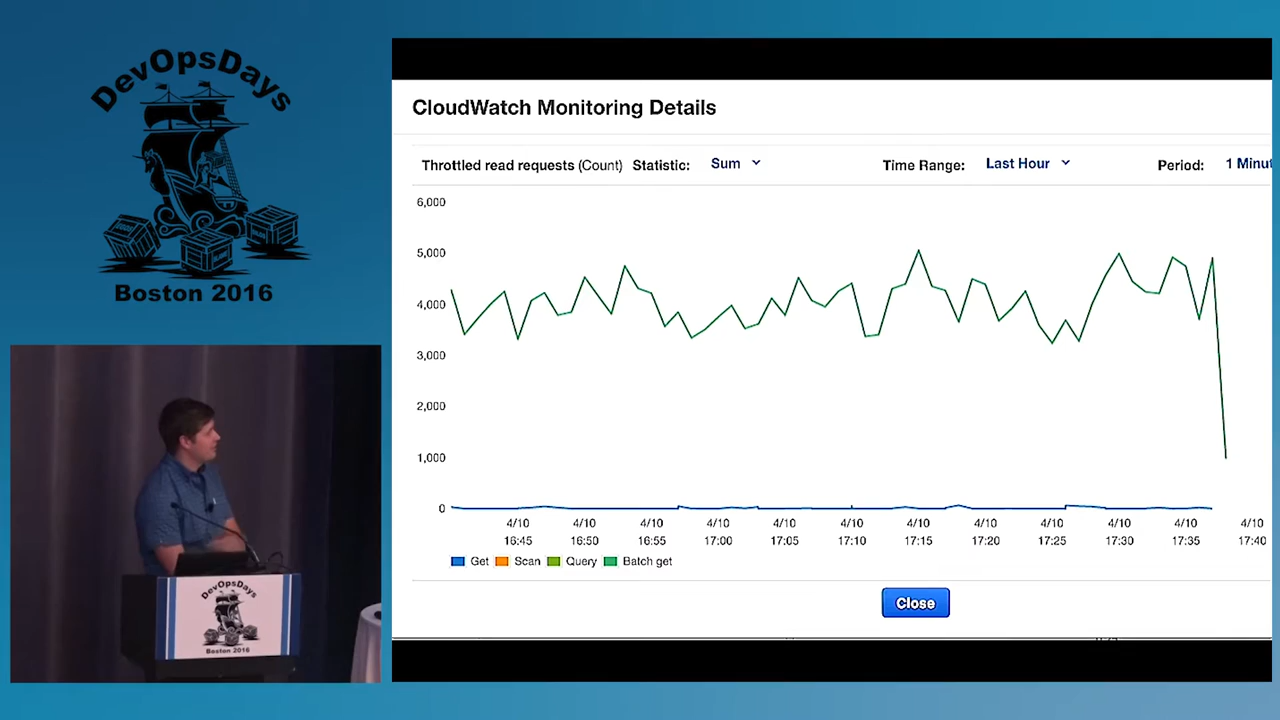 DevOpsDays
Boston 2016
CloudWatch Monitoring Details
Throttled read requests (Count) Statistic: Sum Time Range: Last Hour Period: 1 Minut
6,000
5,000
4,000
3,000
2,000
1,000
0
4/10 4/10 4/10 4/10 4/10 4/10 4/10 4/10 4/10 4/10 4/10 4/10
16:45 16:50 16:55 17:00 17:05 17:10 17:15 17:20 17:25 17:30 17:35 17:40
Get Scan Query Batch get
Close
DevOpsDays
Boston 2016